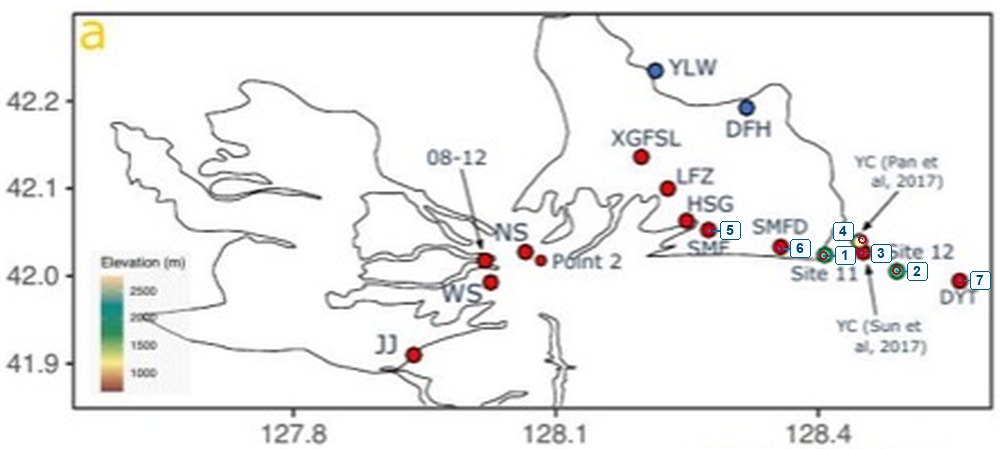 a
42.2
42.1
42.0
41.9
127.8
128.1
128.4
YLW
DFH
XGFSL
LFZ
HSG
5
SMF
SMFD
6
08-12
NS
Point 2
WS
JJ
YC (Pan et
al, 2017)
4
1
3
Site 12
Site 11
2
7
DYT
YC (Sun et
al, 2017)
Elevation (m)
2500
2000
1500
1000